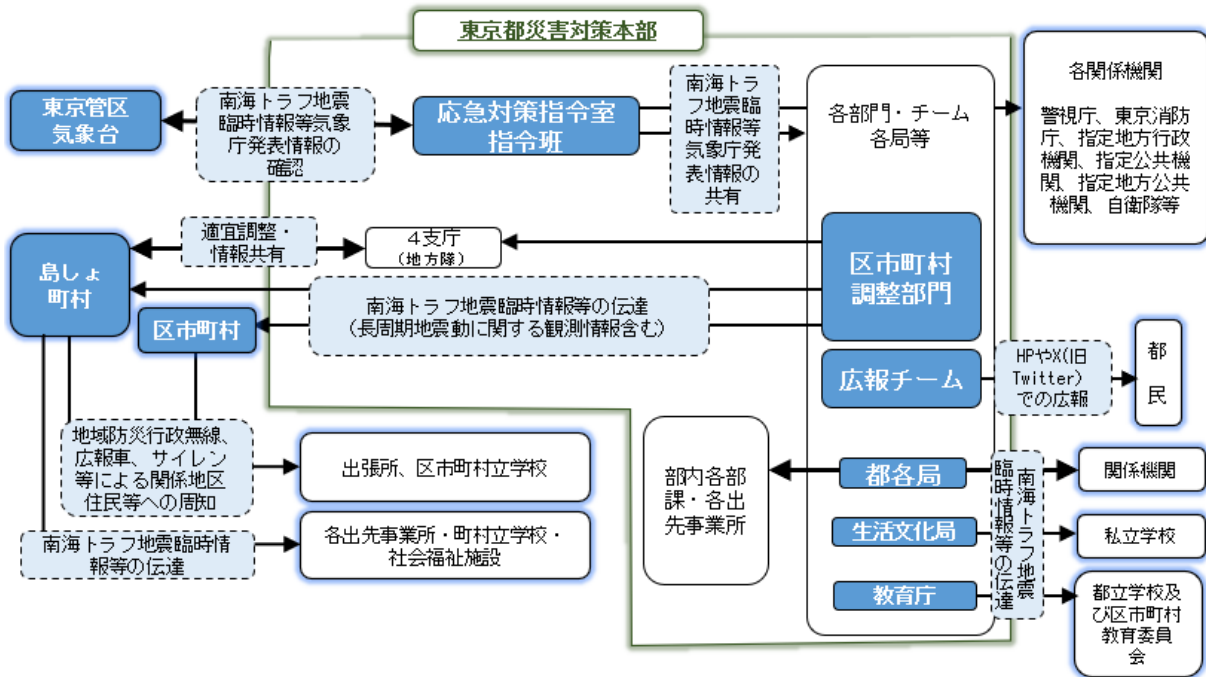 東京都災害対策本部
東京管区
気象台
南海トラフ地震
臨時情報等気象
庁発表情報の
確認
応急対策指令室
指令班
南海トラ
フ地震臨
時情報等
気象庁発
表情報の
共有
各部門・チーム
各局等
各関係機関
警視庁、東京消防
庁、指定地方行政
機関、指定公共機
関、指定地方公共
機関、自衛隊等
島しょ
町村
適宜調整・
情報共有
4支庁
(地方隊)
区市町村
調整部門
南海トラフ地震臨時情報等の伝達
(長周期地震動に関する観測情報含む)
区市町村
広報チーム
HPやX(旧
Twitter)
での広報
都
民
地域防災行政無線、
広報車、サイレン
等による関係地区
住民等への周知
出張所、区市町村立学校
南海トラフ地震臨時情
報等の伝達
各出先事業所・町村立学校・
社会福祉施設
部内各部
課・各出
先事業所
都各局
生活文化局
教育庁
南海トラフ地震
臨時情報等の伝達
関係機関
私立学校
都立学校及
び区市町村
教育委員
会